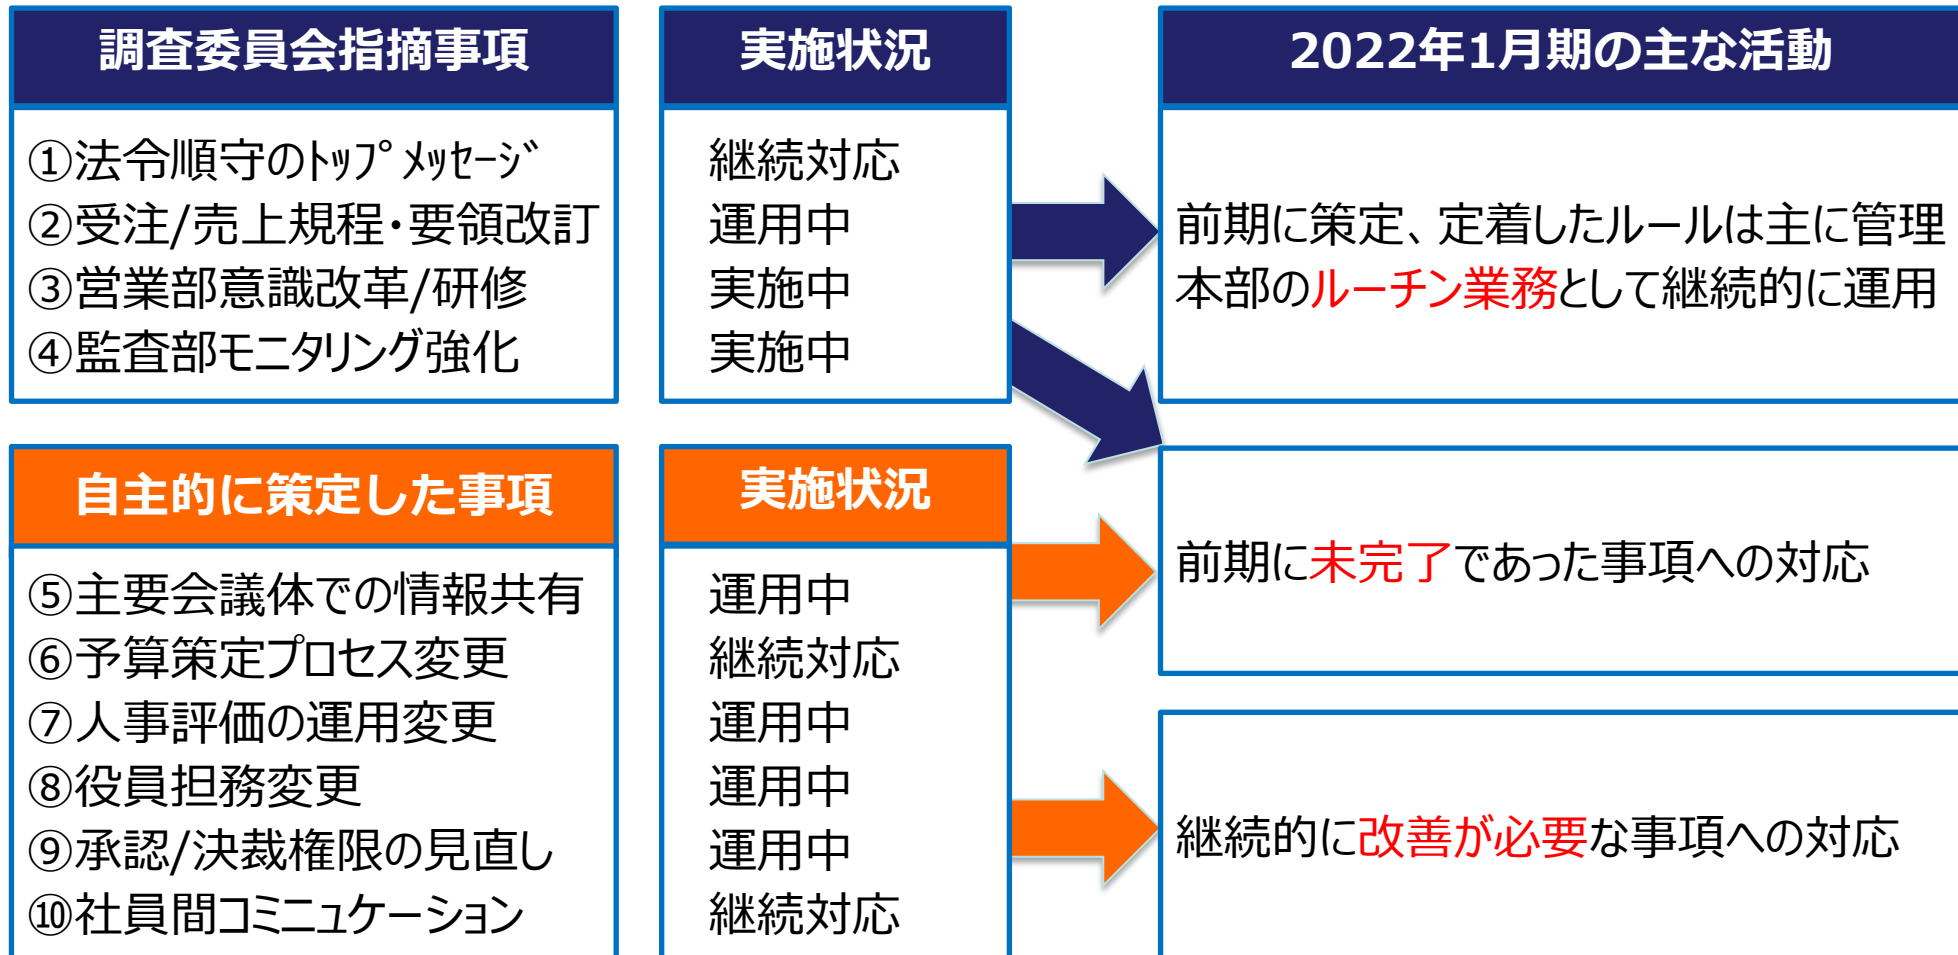 調査委員会指摘事項
①法令順守のﾄｯﾌﾟﾒｯｾｰｼﾞ
②受注/売上規程・要領改訂
③営業部意識改革/研修
④監査部モニタリング強化
実施状況
継続対応
運用中
実施中
実施中
2022年1月期の主な活動
前期に策定、定着したルールは主に管理
本部のルーチン業務として継続的に運用
自主的に策定した事項
⑤主要会議体での情報共有
⑥予算策定プロセス変更
⑦人事評価の運用変更
⑧役員担務変更
⑨承認/決裁権限の見直し
⑩社員間コミニュケーション
実施状況
運用中
継続対応
運用中
運用中
運用中
継続対応
前期に未完了であった事項への対応
継続的に改善が必要な事項への対応